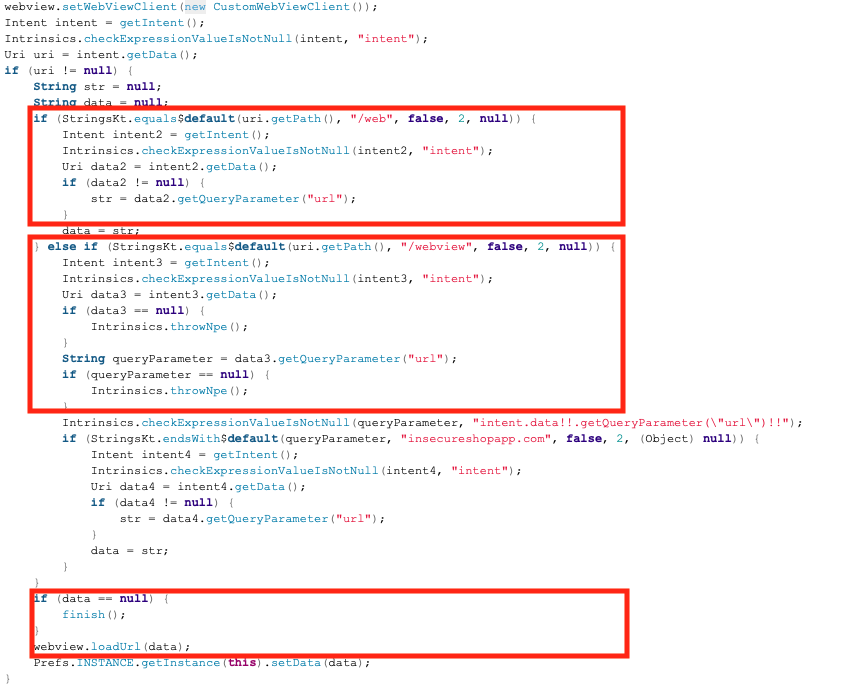 webview.setWebViewClient(new CustomWebViewClient());
Intent intent = getIntent();
Intrinsics.checkExpressionValueIsNotNull(intent, "intent");
Uri uri = intent.getData();
if (uri != null) {
    String str = null;
    String data = null;
    if (StringsKt.equals$default(uri.getPath(), "/web", false, 2, null)) {
        Intent intent2 = getIntent();
        Intrinsics.checkExpressionValueIsNotNull(intent2, "intent");
        Uri data2 = intent2.getData();
        if (data2 != null) {
            str = data2.getQueryParameter("url");
        }
        data = str;
    } else if (StringsKt.equals$default(uri.getPath(), "/webview", false, 2, null)) {
        Intent intent3 = getIntent();
        Intrinsics.checkExpressionValueIsNotNull(intent3, "intent");
        Uri data3 = intent3.getData();
        if (data3 == null) {
            Intrinsics.throwNpe();
        }
        String queryParameter = data3.getQueryParameter("url");
        if (queryParameter == null) {
            Intrinsics.throwNpe();
        }
        Intrinsics.checkExpressionValueIsNotNull(queryParameter, "intent.data!!.getQueryParameter(\"url\")!!");
        if (StringsKt.endsWith$default(queryParameter, "insecureshopapp.com", false, 2, (Object) null)) {
            Intent intent4 = getIntent();
            Intrinsics.checkExpressionValueIsNotNull(intent4, "intent");
            Uri data4 = intent4.getData();
            if (data4 != null) {
                str = data4.getQueryParameter("url");
            }
            data = str;
        }
    }
    if (data == null) {
        finish();
    }
    webview.loadUrl(data);
    Prefs.INSTANCE.getInstance(this).setData(data);
}